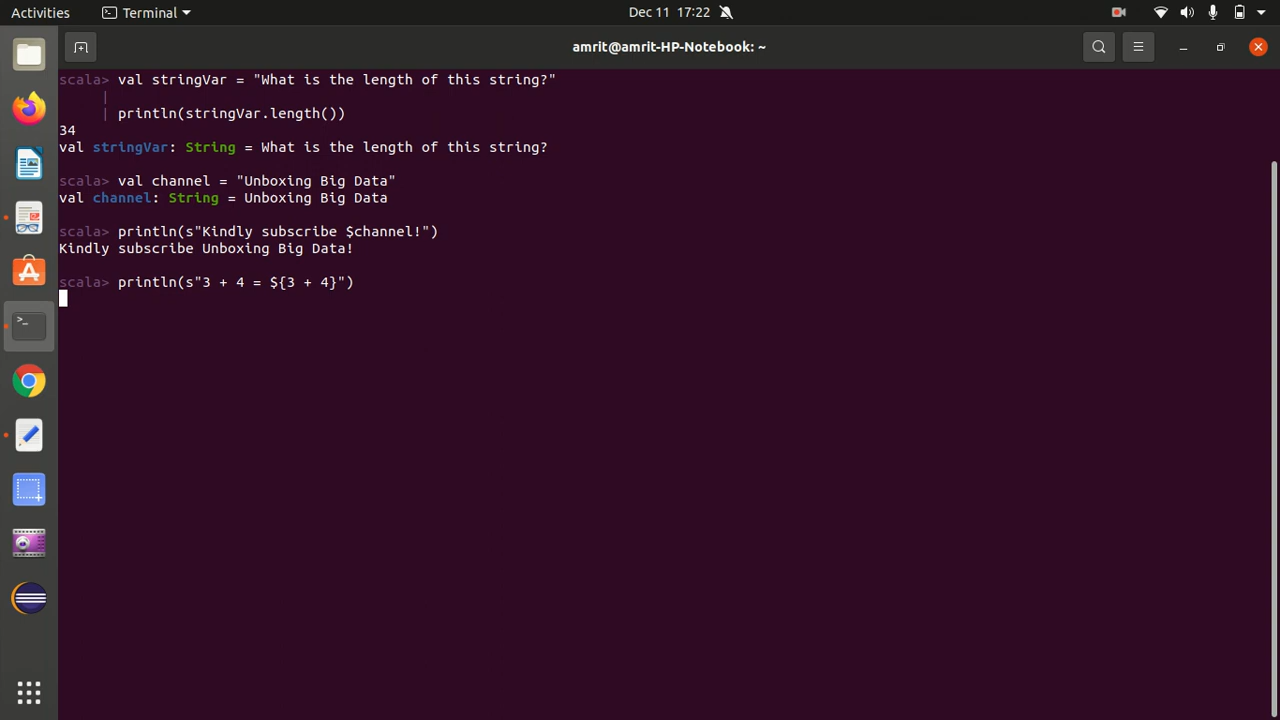 Activities
Terminal
Dec 11 17:22
amrit@amrit-HP-Notebook: ~
scala> val stringVar = "What is the length of this string?"
|
| println(stringVar.length())
34
val stringVar: String = What is the length of this string?
scala> val channel = "Unboxing Big Data"
val channel: String = Unboxing Big Data
scala> println(s"Kindly subscribe $channel!")
Kindly subscribe Unboxing Big Data!
scala> println(s"3 + 4 = ${3 + 4}")